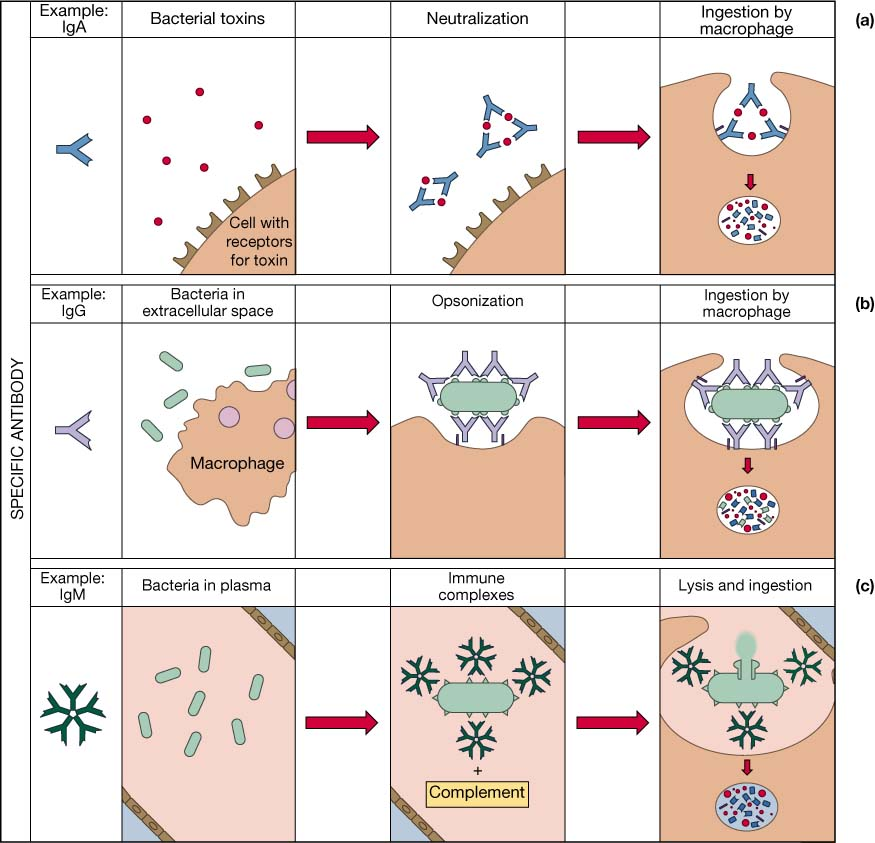 SPECIFIC ANTIBODY
Example:
IgA
Bacterial toxins
Neutralization
Ingestion by
macrophage
(a)
Cell with
receptors
for toxin
Example:
IgG
Bacteria in
extracellular space
Opsonization
Ingestion by
macrophage
(b)
Macrophage
Example:
IgM
Bacteria in plasma
Immune
complexes
Lysis and ingestion
(c)
+
Complement